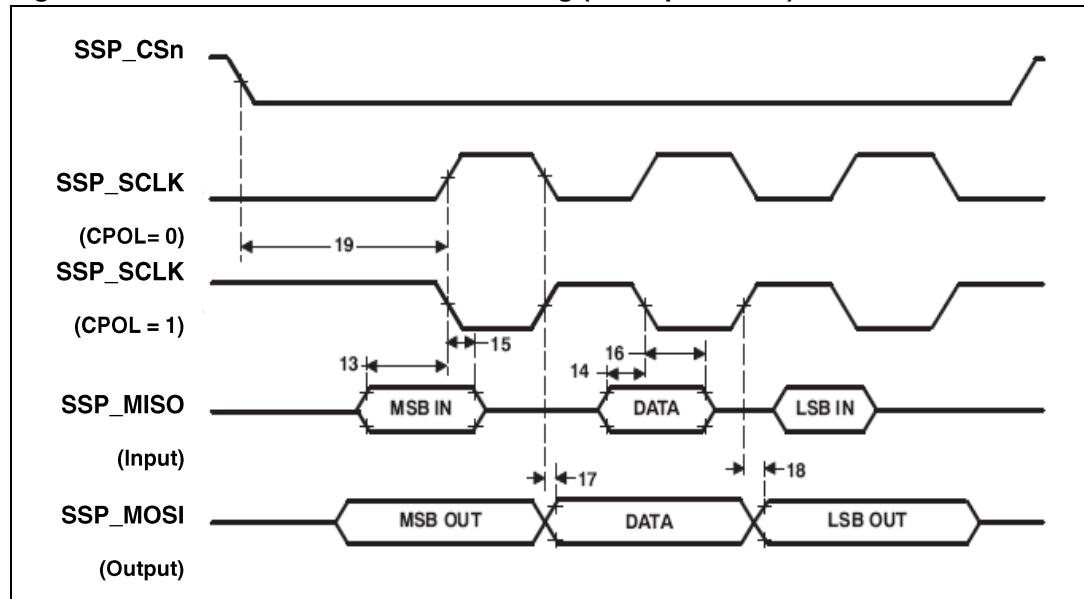 SSP_CSn
SSP_SCLK
(CPOL= 0)
19
SSP_SCLK
(CPOL = 1)
15
13
16
14
SSP_MISO
MSB IN
DATA
LSB IN
(Input)
17
18
SSP_MOSI
MSB OUT
DATA
LSB OUT
(Output)